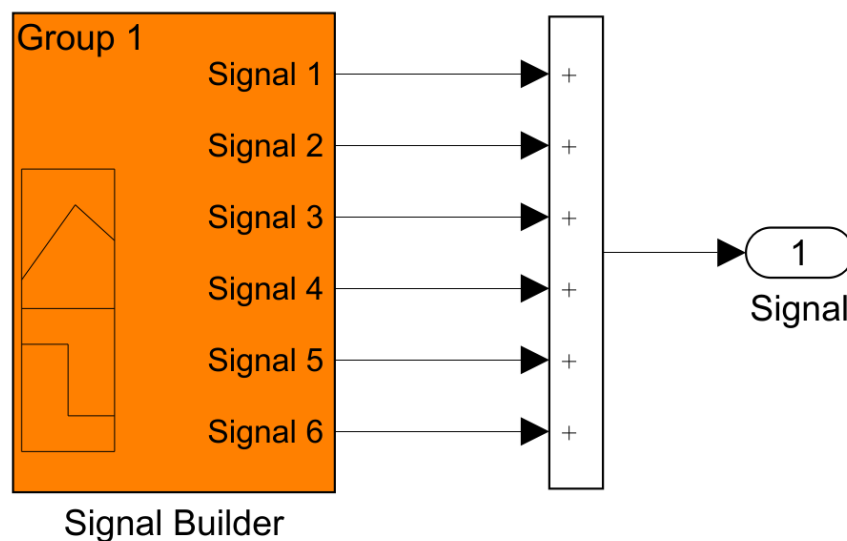 Group 1
Signal 1
Signal 2
Signal 3
Signal 4
Signal 5
Signal 6
+
+
+
+
+
+
1
Signal
Signal Builder